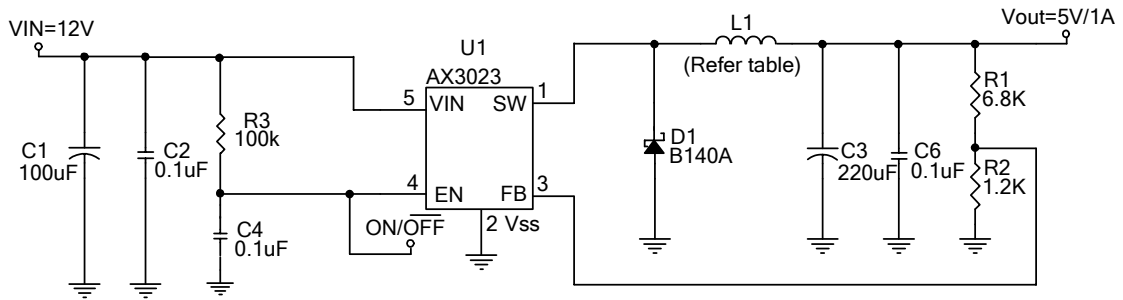 VIN=12V
Vout=5V/1A
U1
AX3023
L1
(Refer table)
5
VIN
SW
1
R3
100k
C1
100uF
C2
0.1uF
D1
B140A
C3
220uF
C6
0.1uF
R1
6.8K
R2
1.2K
4
EN
FB
3
2 Vss
ON/OFF
C4
0.1uF